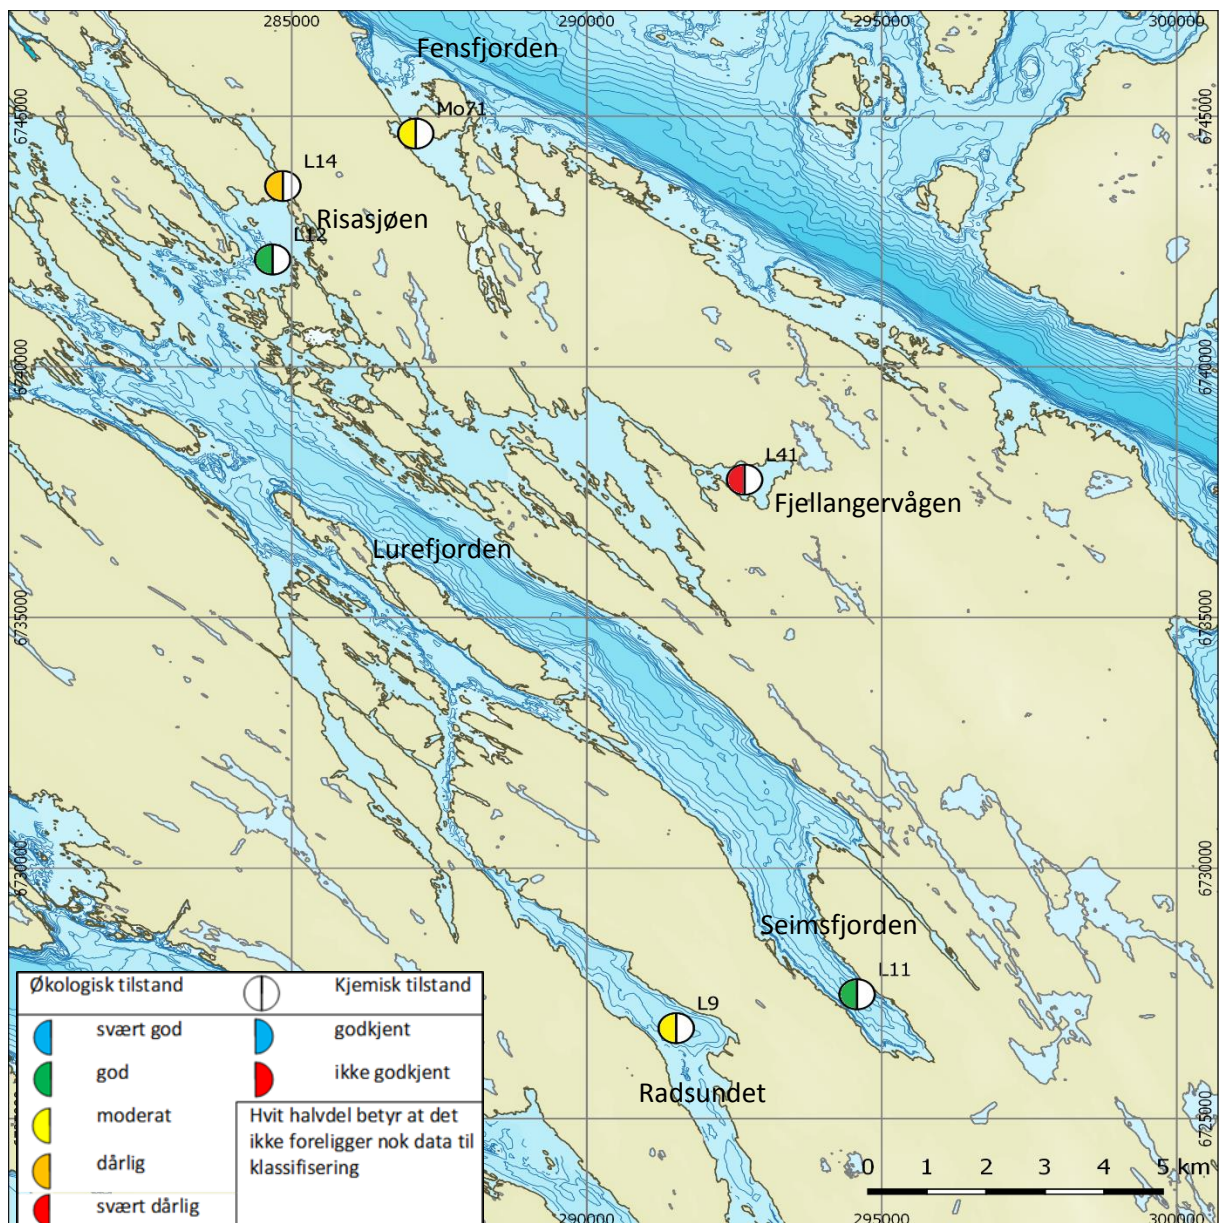 285000
290000
295000
300000
Fensfjorden
6745000
Mo71
6745000
L14
Risasjøen
L12
6740000
6740000
L41
Fjellangervågen
Lurefjorden
6735000
6735000
6730000
6730000
Seimsfjorden
L11
L9
Radsundet
Økologisk tilstand
Kjemisk tilstand
svært god
godkjent
god
ikke godkjent
moderat
Hvit halvdel betyr at det
ikke foreligger nok data til
klassifisering
dårlig
svært dårlig
6725000
0 1 2 3 4 5 km
290000
295000
300000